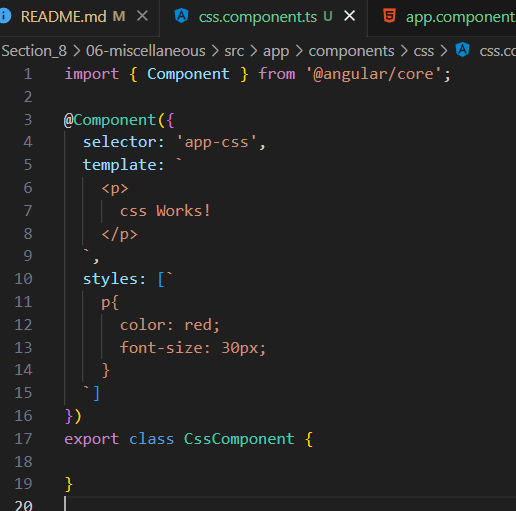 README.md M css.component.ts U app.component
Section_8 > 06-miscellaneous > src > app > components > css > css.co
1 import { Component } from '@angular/core';
2
3 @Component({
4   selector: 'app-css',
5   template: `
6     <p>
7       css Works!
8     </p>
9   `,
10   styles: [`
11     p{
12       color: red;
13       font-size: 30px;
14     }
15   `]
16 })
17 export class CssComponent {
18
19 }
20